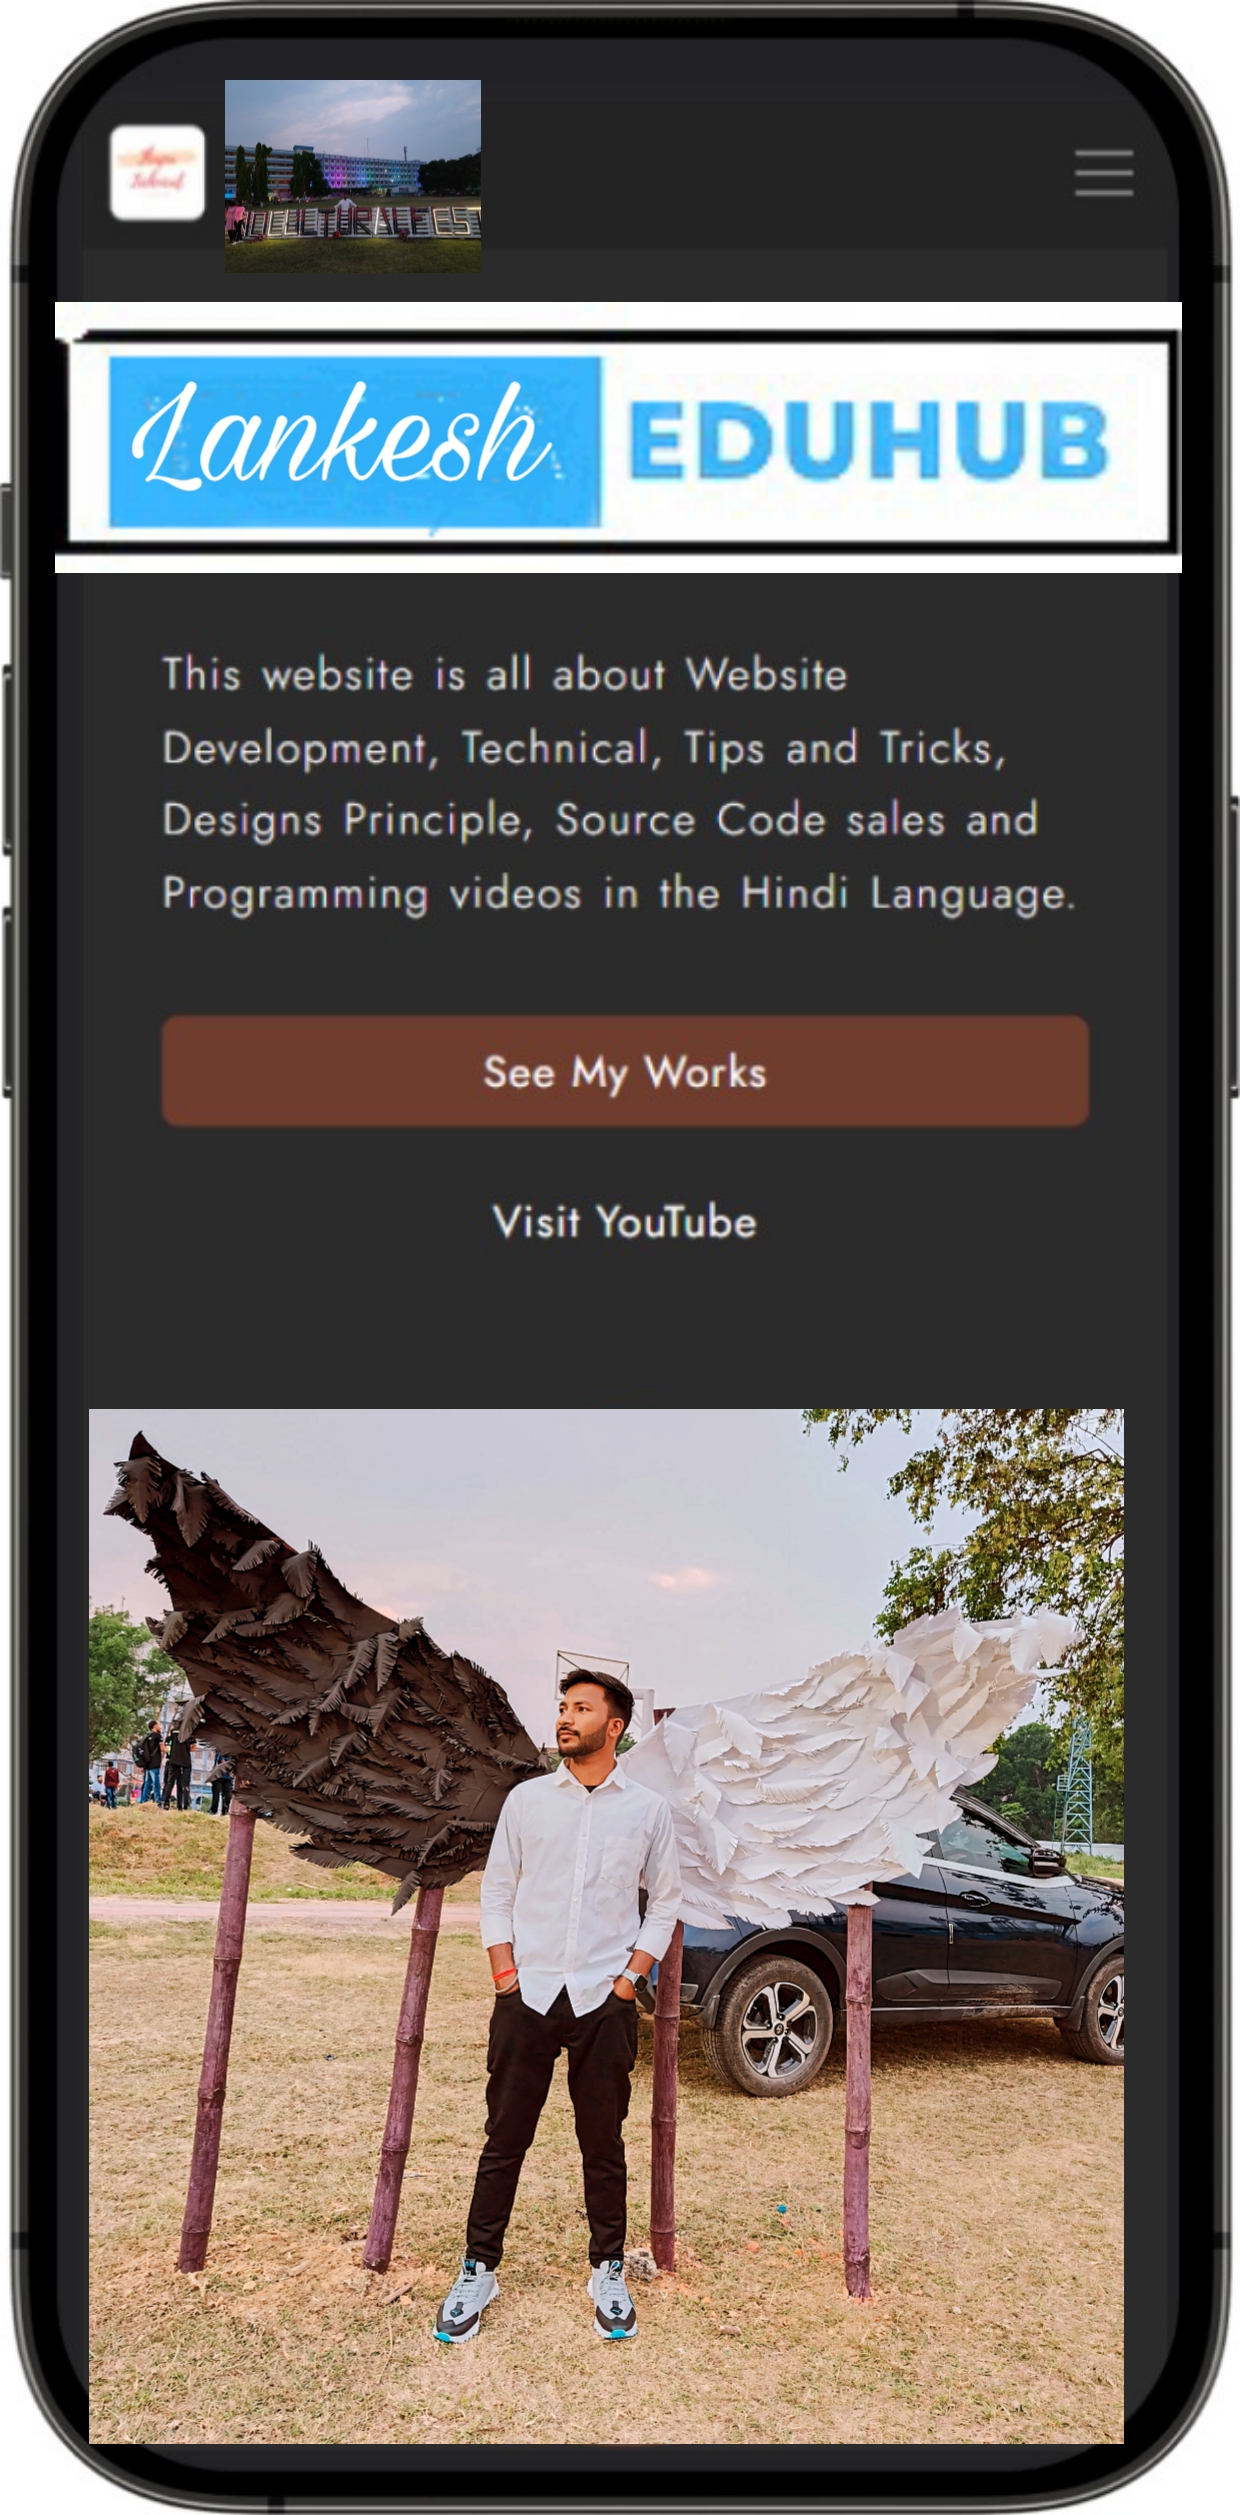 Lankesh EDUHUB
This website is all about Website
Development, Technical, Tips and Tricks,
Designs Principle, Source Code sales and
Programming videos in the Hindi Language.
See My Works
Visit YouTube